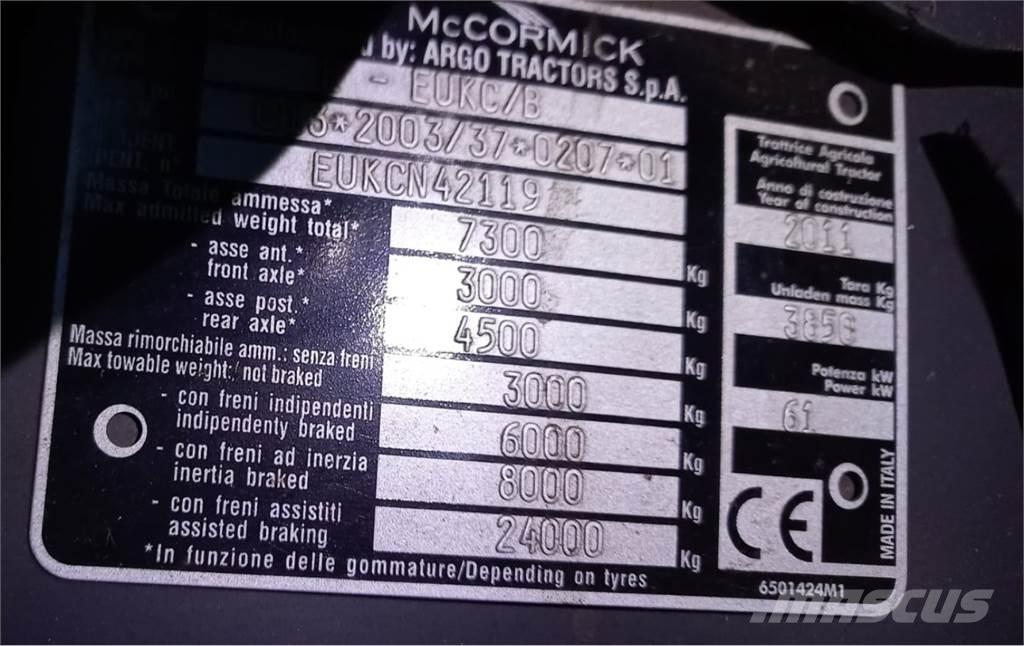 McCORMICK
d by: ARGO TRACTORS S.p.A.
- EUKC/B
3*2003/37*0207*01
EUKCN42119
Massa Totale ammessa*
Max admitted weight total*
7300 Kg
- asse ant.*
front axle*
3000 Kg
- asse post.*
rear axle*
4500 Kg
Massa rimorchiabile amm.: senza freni
Max towable weight: not braked
3000 Kg
- con freni indipendenti
indipendenty braked
6000 Kg
- con freni ad inerzia
inertia braked
8000 Kg
- con freni assistiti
assisted braking
24000 Kg
*In funzione delle gommature/Depending on tyres
Trattrice Agricola
Agricoltural Tractor
Anno di costruzione
Year of construction
2011
Tara Kg
Unladen mass Kg
3850
Potenza kW
Power kW
61
CE
MADE IN ITALY
6501424M1
MASCUS